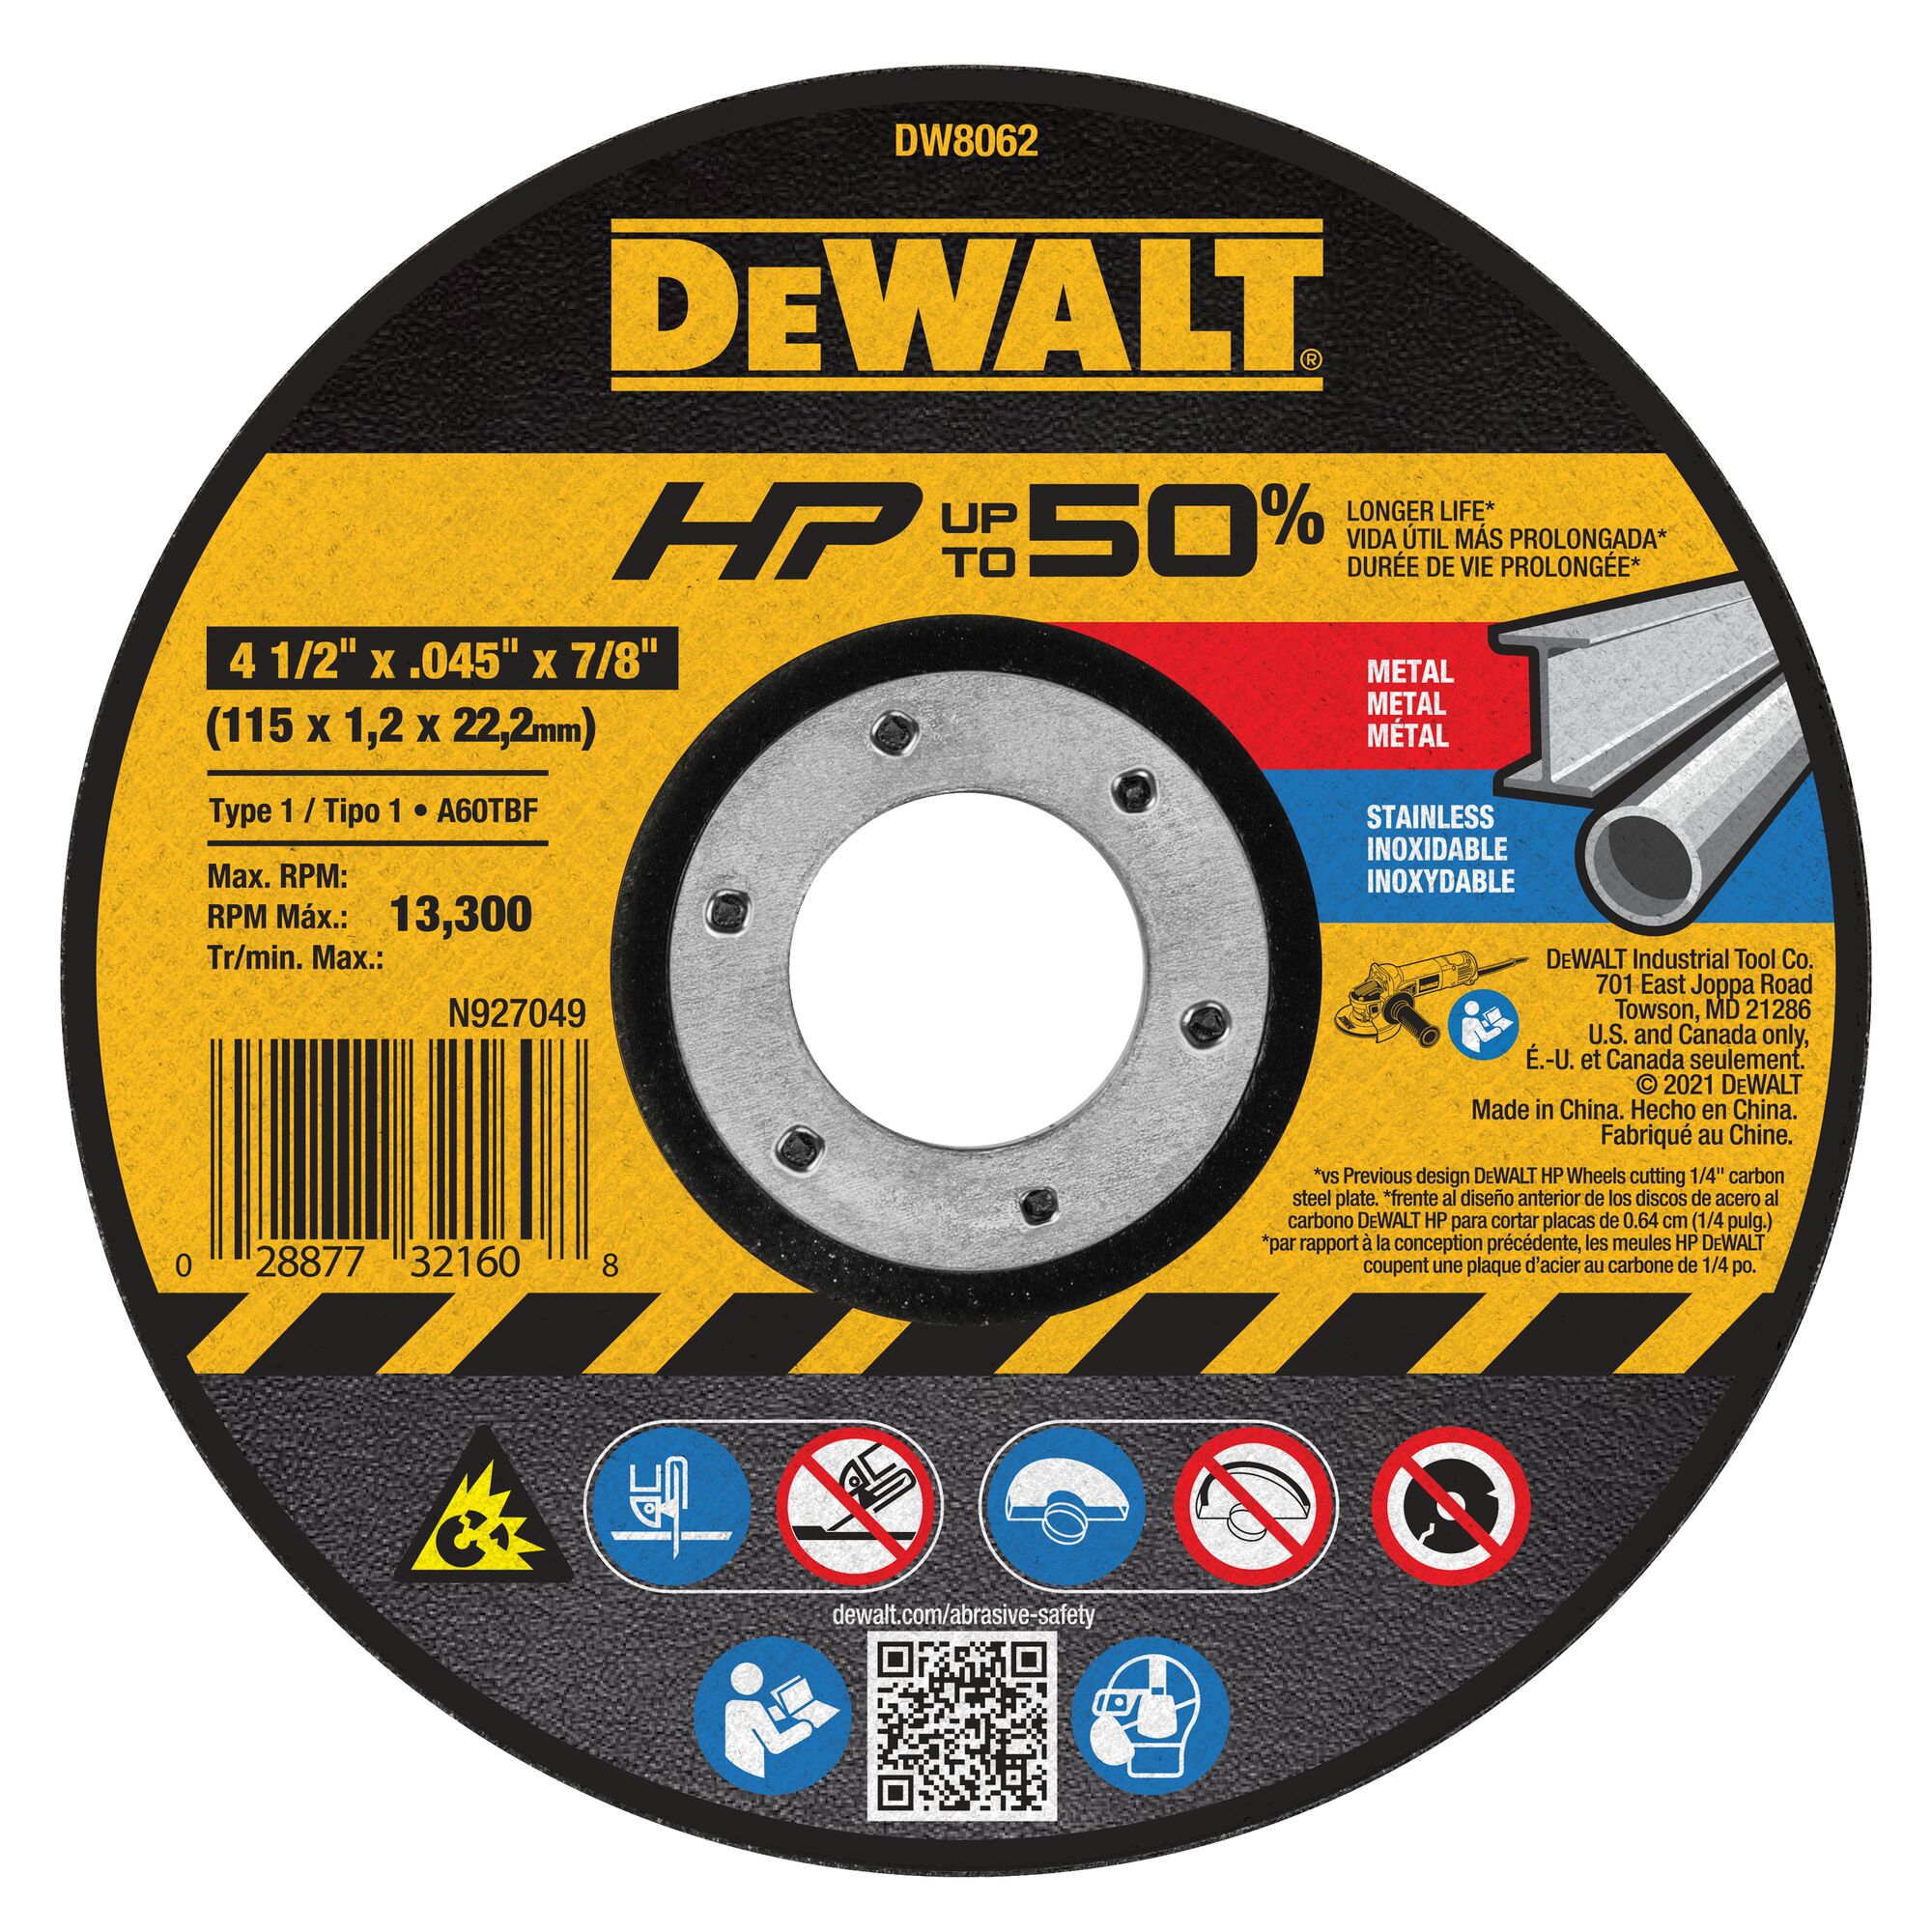 DW8062
DEWALT®
HP UP TO 50%
LONGER LIFE*
VIDA ÚTIL MÁS PROLONGADA*
DURÉE DE VIE PROLONGÉE*
4 1/2" x .045" x 7/8"
(115 x 1,2 x 22,2mm)
Type 1 / Tipo 1 • A60TBF
Max. RPM:
RPM Máx.: 13,300
Tr/min. Max.:
N927049
0 28877 32160 8
METAL
METAL
MÉTAL
STAINLESS
INOXIDABLE
INOXYDABLE
DEWALT Industrial Tool Co.
701 East Joppa Road
Towson, MD 21286
U.S. and Canada only,
É.-U. et Canada seulement.
© 2021 DEWALT
Made in China. Hecho en China.
Fabriqué au Chine.
*vs Previous design DEWALT HP Wheels cutting 1/4" carbon
steel plate. *frente al diseño anterior de los discos de acero al
carbono DEWALT HP para cortar placas de 0.64 cm (1/4 pulg.)
*par rapport à la conception précédente, les meules HP DEWALT
coupent une plaque d'acier au carbone de 1/4 po.
dewalt.com/abrasive-safety